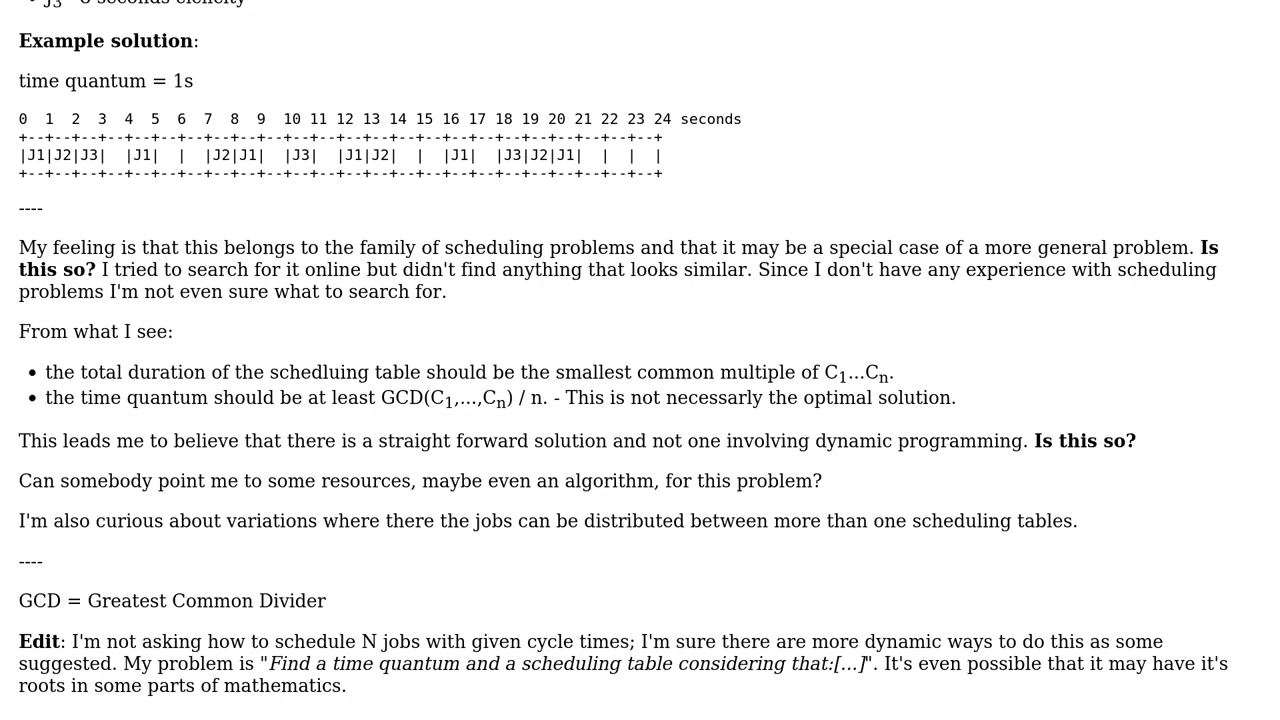 Example solution:
time quantum = 1s
0  1  2  3  4  5  6  7  8  9  10 11 12 13 14 15 16 17 18 19 20 21 22 23 24 seconds
+--+--+--+--+--+--+--+--+--+--+--+--+--+--+--+--+--+--+--+--+--+--+--+--+
|J1|J2|J3|  |J1|  |  |J2|J1|  |J3|  |J1|J2|  |  |J1|  |J3|J2|J1|  |  |  |
+--+--+--+--+--+--+--+--+--+--+--+--+--+--+--+--+--+--+--+--+--+--+--+--+
----
My feeling is that this belongs to the family of scheduling problems and that it may be a special case of a more general problem. Is
this so? I tried to search for it online but didn't find anything that looks similar. Since I don't have any experience with scheduling
problems I'm not even sure what to search for.
From what I see:
• the total duration of the schedluing table should be the smallest common multiple of C1...Cn.
• the time quantum should be at least GCD(C1,...,Cn) / n. - This is not necessarly the optimal solution.
This leads me to believe that there is a straight forward solution and not one involving dynamic programming. Is this so?
Can somebody point me to some resources, maybe even an algorithm, for this problem?
I'm also curious about variations where there the jobs can be distributed between more than one scheduling tables.
----
GCD = Greatest Common Divider
Edit: I'm not asking how to schedule N jobs with given cycle times; I'm sure there are more dynamic ways to do this as some
suggested. My problem is "Find a time quantum and a scheduling table considering that:[...]". It's even possible that it may have it's
roots in some parts of mathematics.